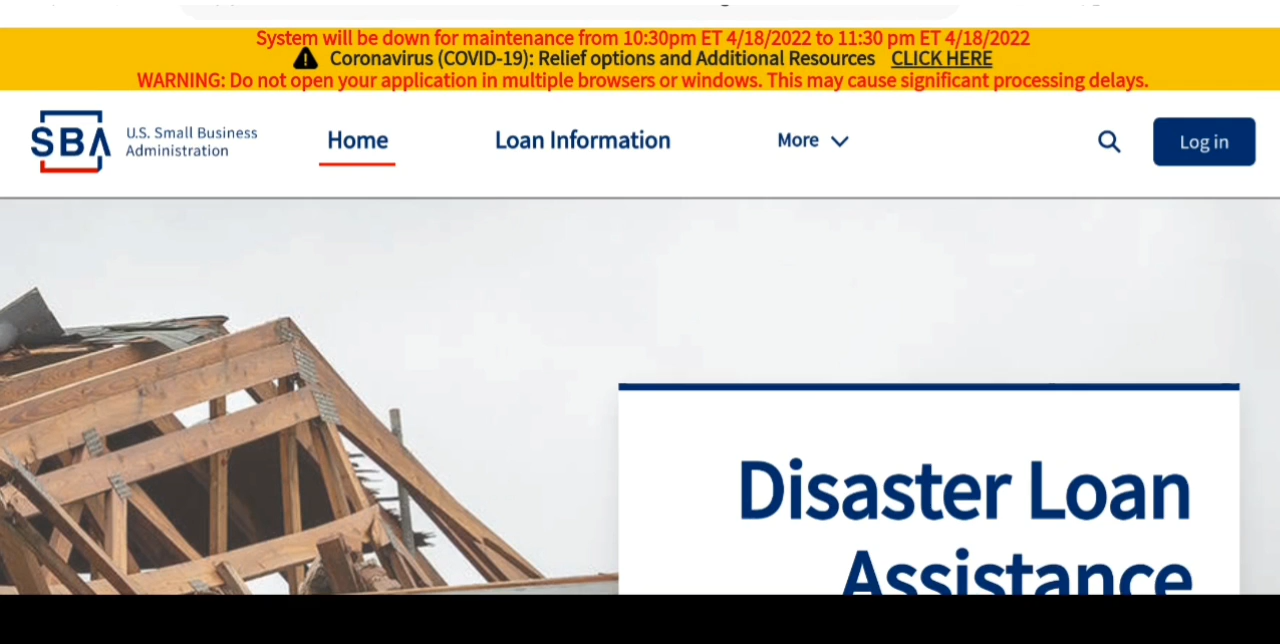 System will be down for maintenance from 10:30pm ET 4/18/2022 to 11:30 pm ET 4/18/2022
Coronavirus (COVID-19): Relief options and Additional Resources CLICK HERE
WARNING: Do not open your application in multiple browsers or windows. This may cause significant processing delays.
SBA
U.S. Small Business
Administration
Home
Loan Information
More
Log in
Disaster Loan
Assistance